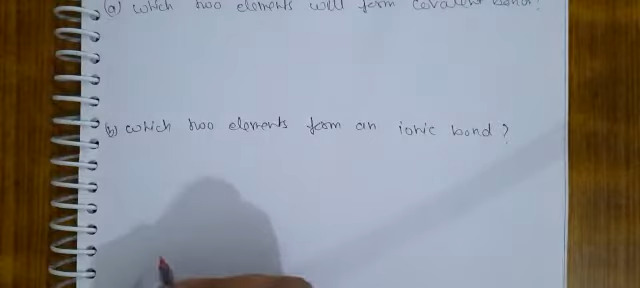 (a) which two elements will form covalent bond?
(b) which two elements form an ionic bond?